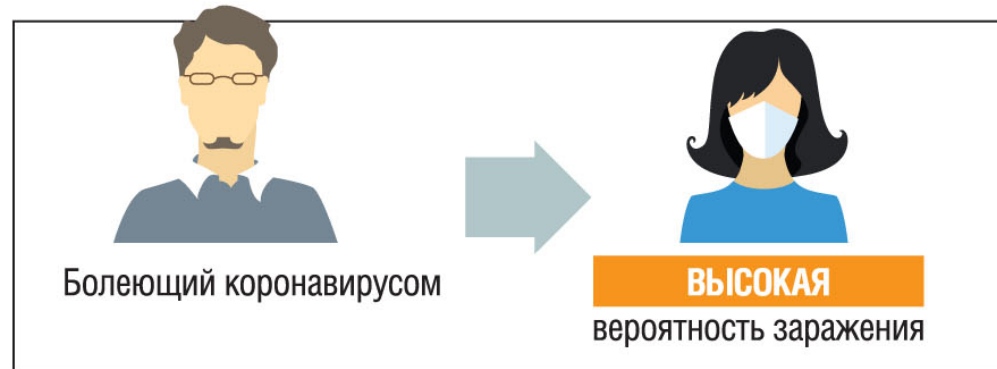 Болеющий коронавирусом
ВЫСОКАЯ
вероятность заражения